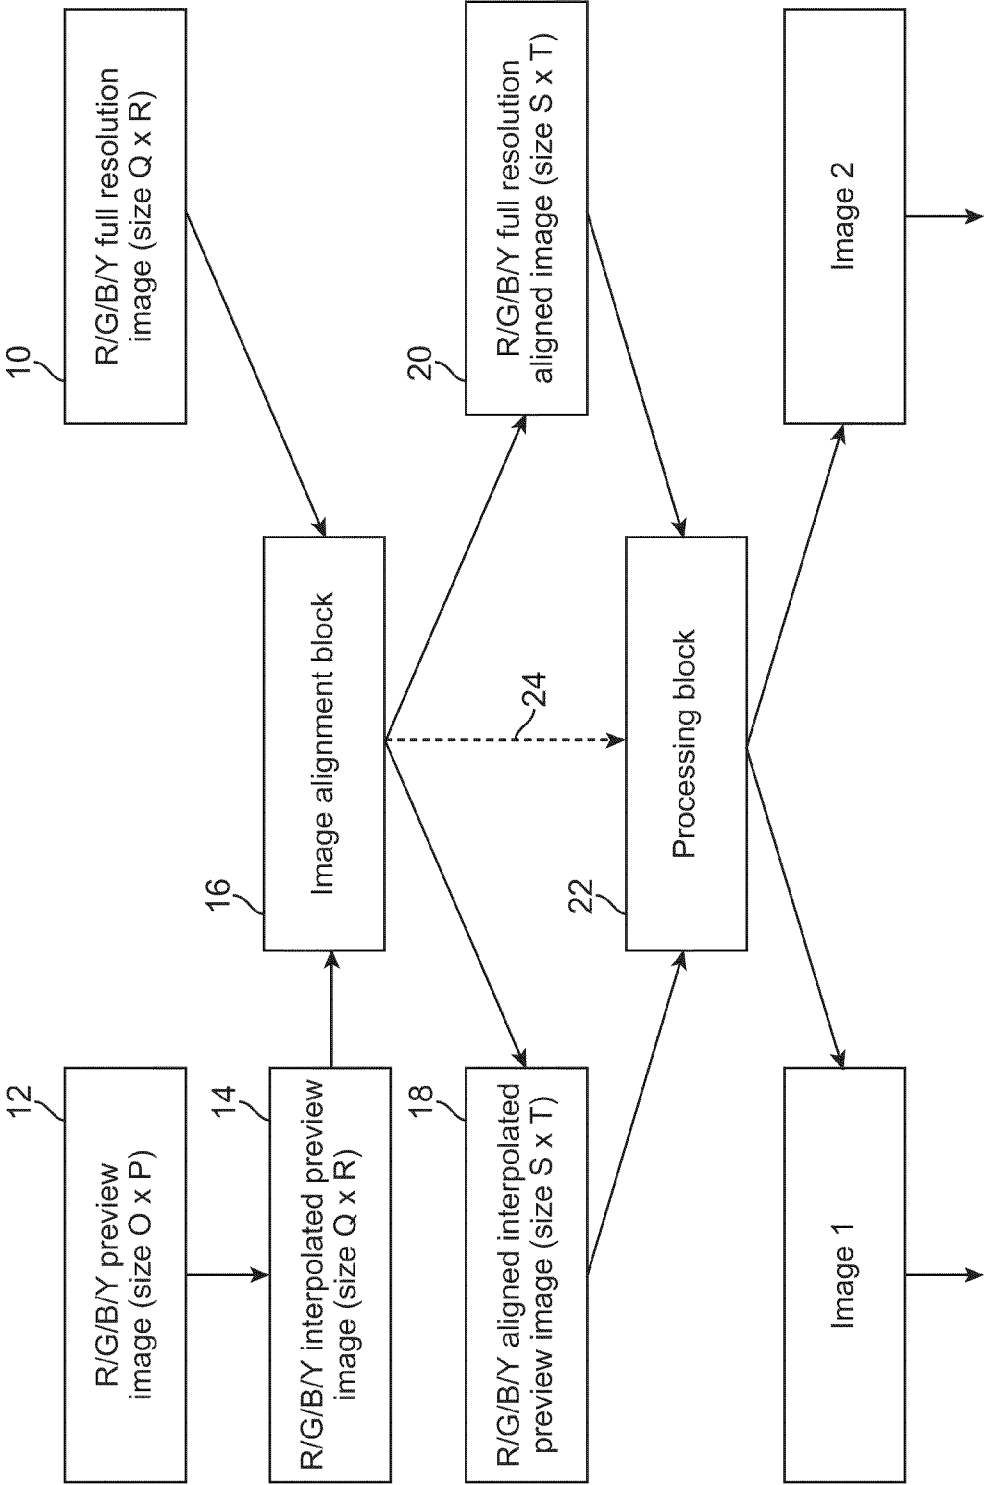 12
R/G/B/Y preview
image (size O x P)
10
R/G/B/Y full resolution
image (size Q x R)
14
R/G/B/Y interpolated preview
image (size Q x R)
16
Image alignment block
18
R/G/B/Y aligned interpolated
preview image (size S x T)
24
20
R/G/B/Y full resolution
aligned image (size S x T)
22
Processing block
Image 1
Image 2